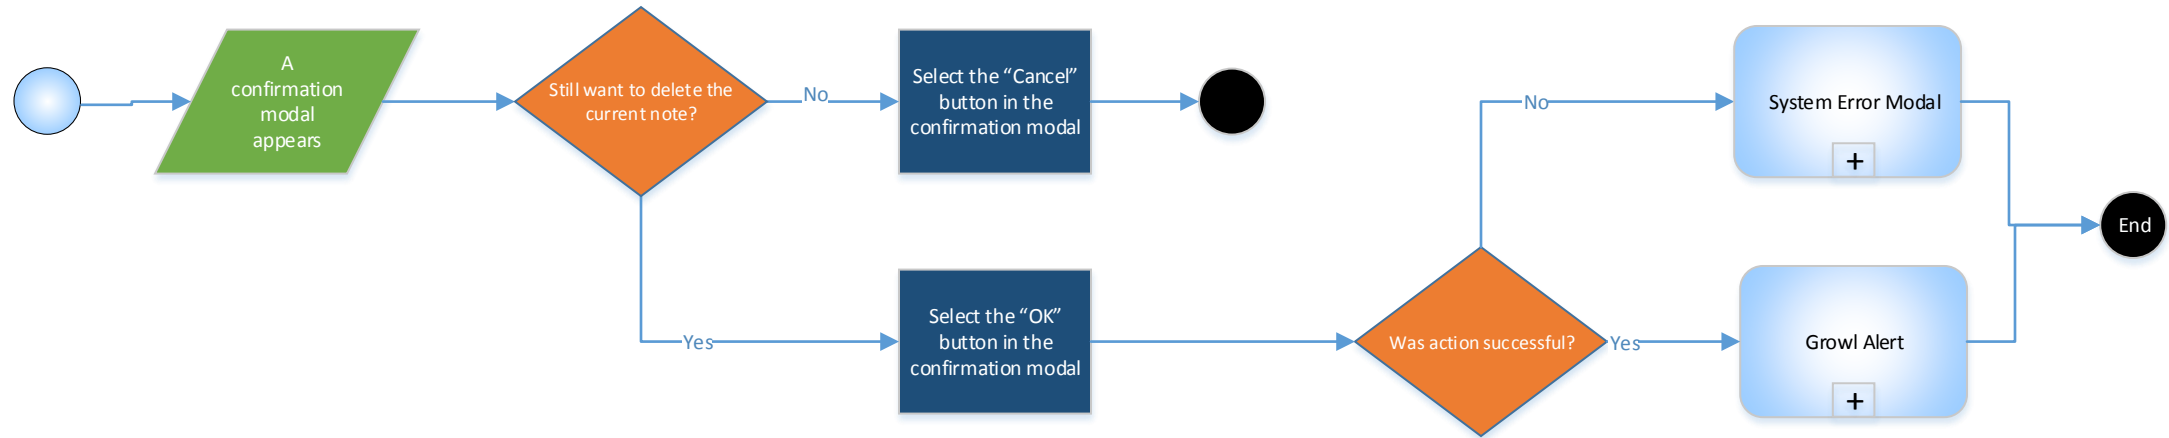 A
confirmation
modal
appears
Still want to delete the
current note?
No
Select the “Cancel”
button in the
confirmation modal
Yes
Select the “OK”
button in the
confirmation modal
Was action successful?
No
System Error Modal
+
Yes
Growl Alert
+
End